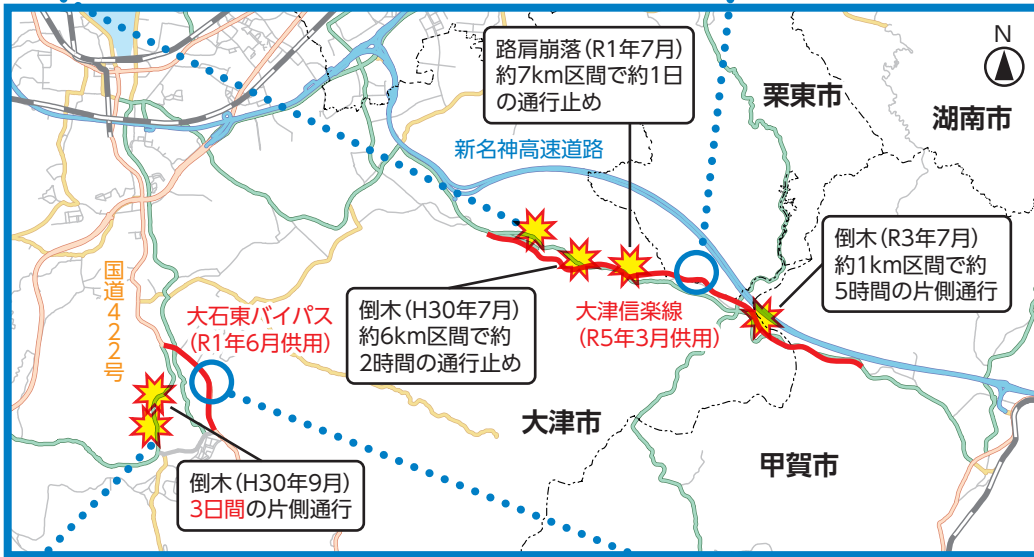 路肩崩落(R1年7月)
約7km区間で約1日
の通行止め
N
栗東市
湖南市
新名神高速道路
倒木(R3年7月)
約1km区間で約
5時間の片側通行
国道422号
大石東バイパス
(R1年6月供用)
倒木(H30年7月)
約6km区間で約
2時間の通行止め
大津信楽線
(R5年3月供用)
大津市
甲賀市
倒木(H30年9月)
3日間の片側通行